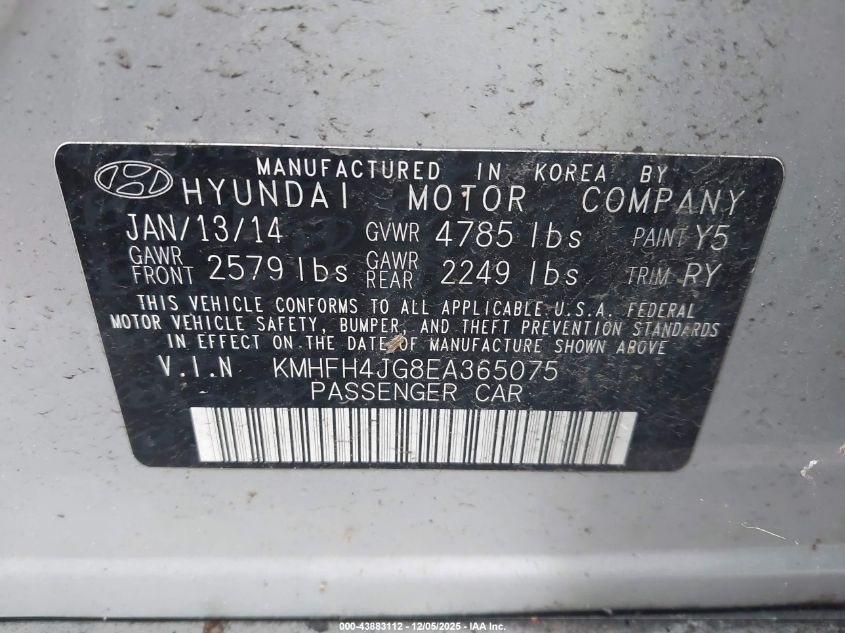 MANUFACTURED IN KOREA BY
HYUNDAI MOTOR COMPANY
JAN/13/14 GVWR 4785 lbs PAINT Y5
GAWR FRONT 2579 lbs GAWR REAR 2249 lbs TRIM RY
THIS VEHICLE CONFORMS TO ALL APPLICABLE U.S.A. FEDERAL
MOTOR VEHICLE SAFETY, BUMPER, AND THEFT PREVENTION STANDARDS
IN EFFECT ON THE DATE OF MANUFACTURE SHOWN ABOVE
V.I.N KMHFH4JG8EA365075
PASSENGER CAR
000-43883112 - 12/05/2025 - IAA Inc.